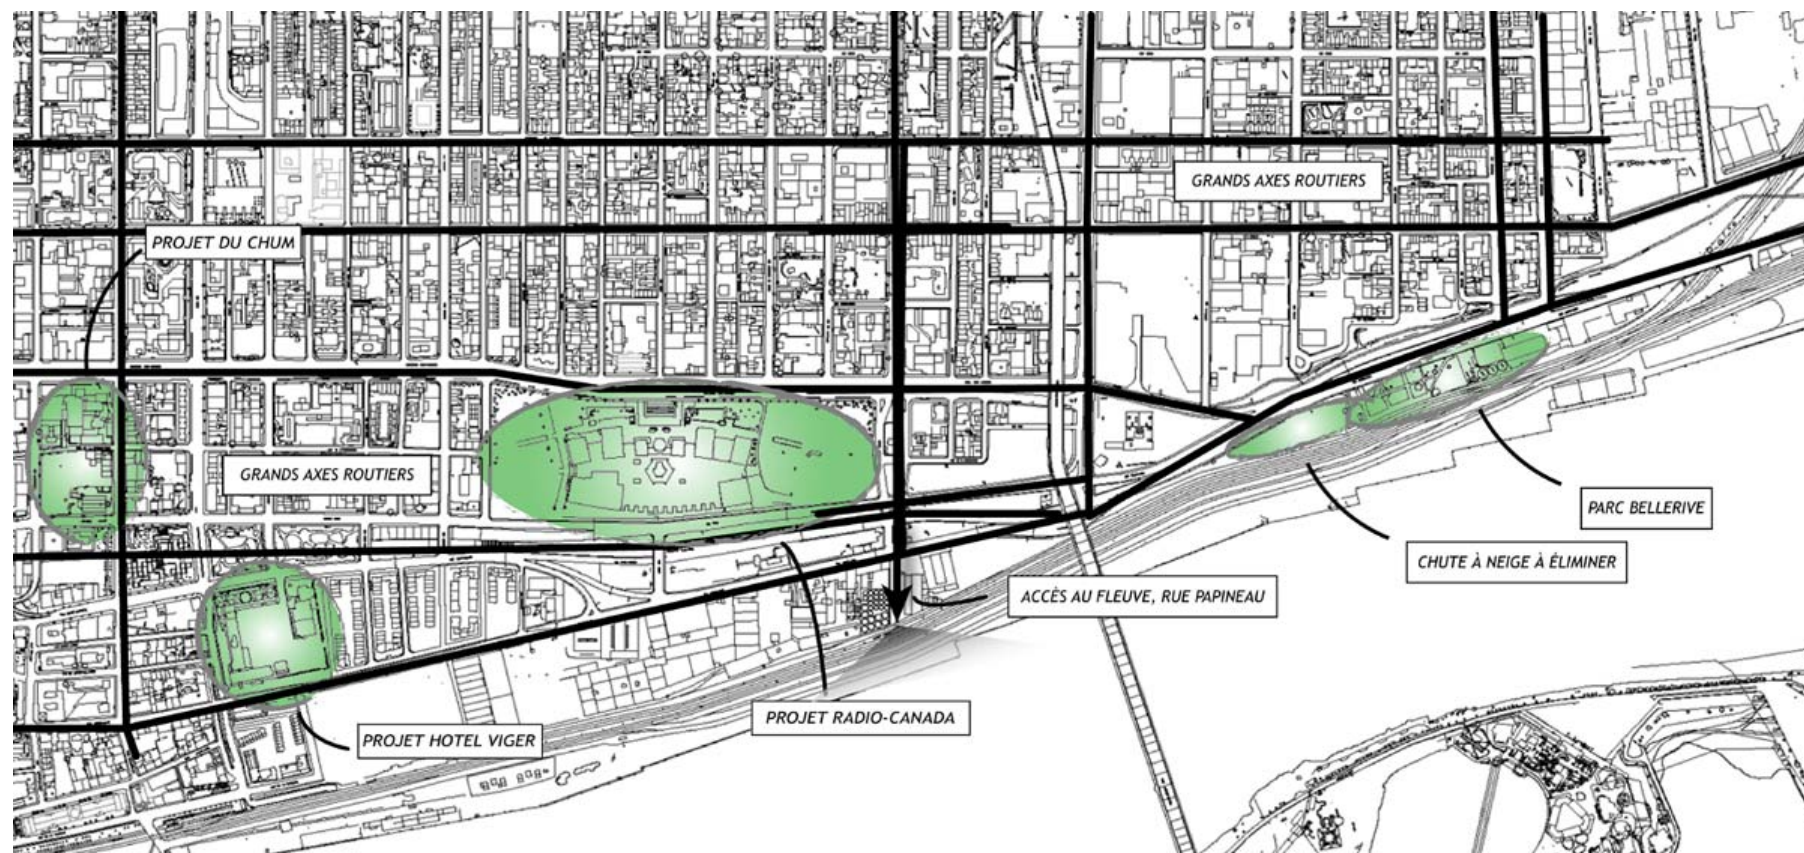 GRANDS AXES ROUTIERS
PROJET DU CHUM
GRANDS AXES ROUTIERS
PARC BELLERIVE
CHUTE À NEIGE À ÉLIMINER
ACCÈS AU FLEUVE, RUE PAPINEAU
PROJET RADIO-CANADA
PROJET HOTEL VIGER